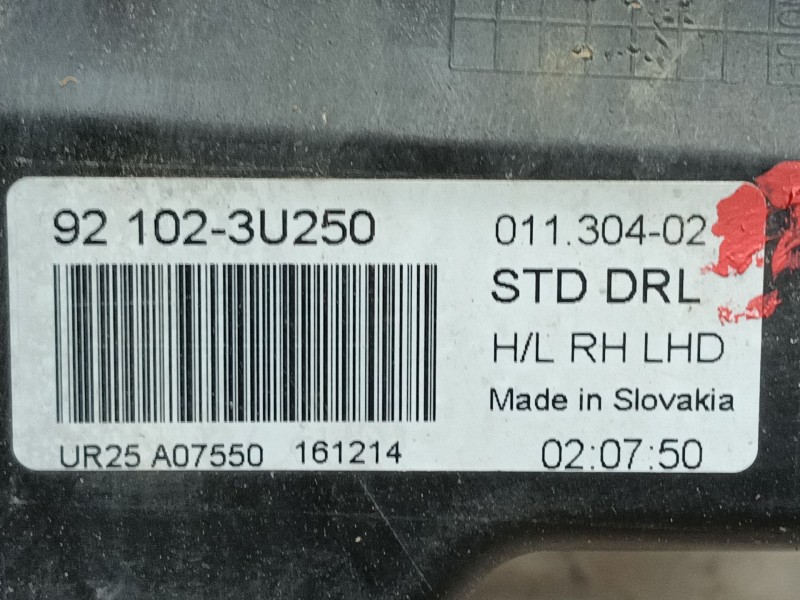 92 102-3U250
011.304-02
STD DRL
H/L RH LHD
Made in Slovakia
UR25 A07550 161214
02:07:50